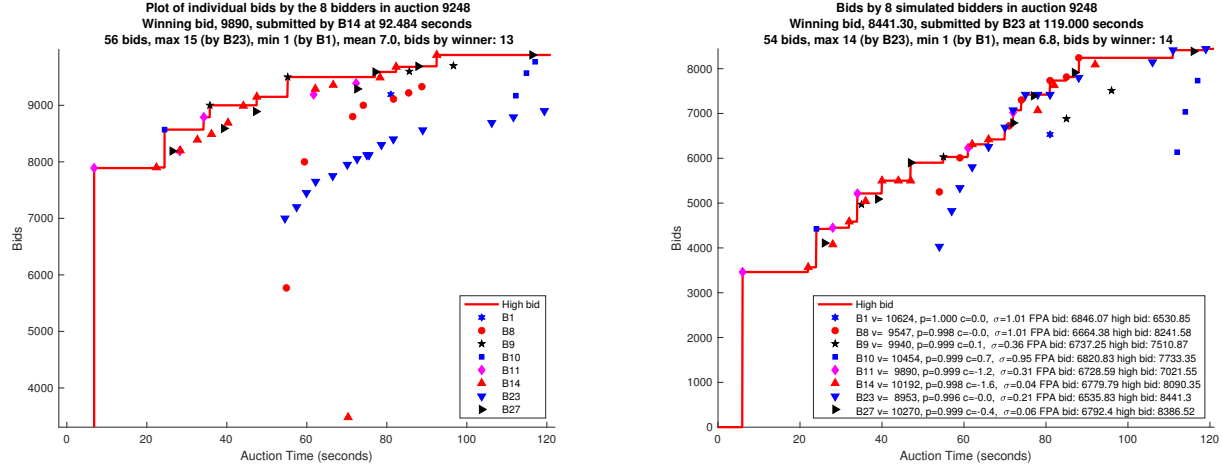 Plot of individual bids by the 8 bidders in auction 9248
Winning bid, 9890, submitted by B14 at 92.484 seconds
56 bids, max 15 (by B23), min 1 (by B1), mean 7.0, bids by winner: 13
9000
8000
7000
6000
5000
4000
Bids
0
20
40
60
80
100
120
Auction Time (seconds)
High bid
B1
B8
B9
B10
B11
B14
B23
B27
Bids by 8 simulated bidders in auction 9248
Winning bid, 8441.30, submitted by B23 at 119.000 seconds
54 bids, max 14 (by B23), min 1 (by B1), mean 6.8, bids by winner: 14
8000
7000
6000
5000
4000
3000
2000
1000
0
Bids
0
20
40
60
80
100
120
Auction Time (seconds)
High bid
B1 v= 10624, p=1.000 c=0.0, σ=1.01 FPA bid: 6846.07 high bid: 6530.85
B8 v= 9547, p=0.998 c=-0.0, σ=1.01 FPA bid: 6664.38 high bid: 8241.58
B9 v= 9940, p=0.999 c=0.1, σ=0.36 FPA bid: 6737.25 high bid: 7510.87
B10 v= 10454, p=0.999 c=0.7, σ=0.95 FPA bid: 6820.83 high bid: 7733.35
B11 v= 9890, p=0.999 c=-1.2, σ=0.31 FPA bid: 6728.59 high bid: 7021.55
B14 v= 10192, p=0.998 c=-1.6, σ=0.04 FPA bid: 6779.79 high bid: 8090.35
B23 v= 8953, p=0.996 c=-0.0, σ=0.21 FPA bid: 6535.83 high bid: 8441.3
B27 v= 10270, p=0.999 c=-0.4, σ=0.06 FPA bid: 6792.4 high bid: 8386.52